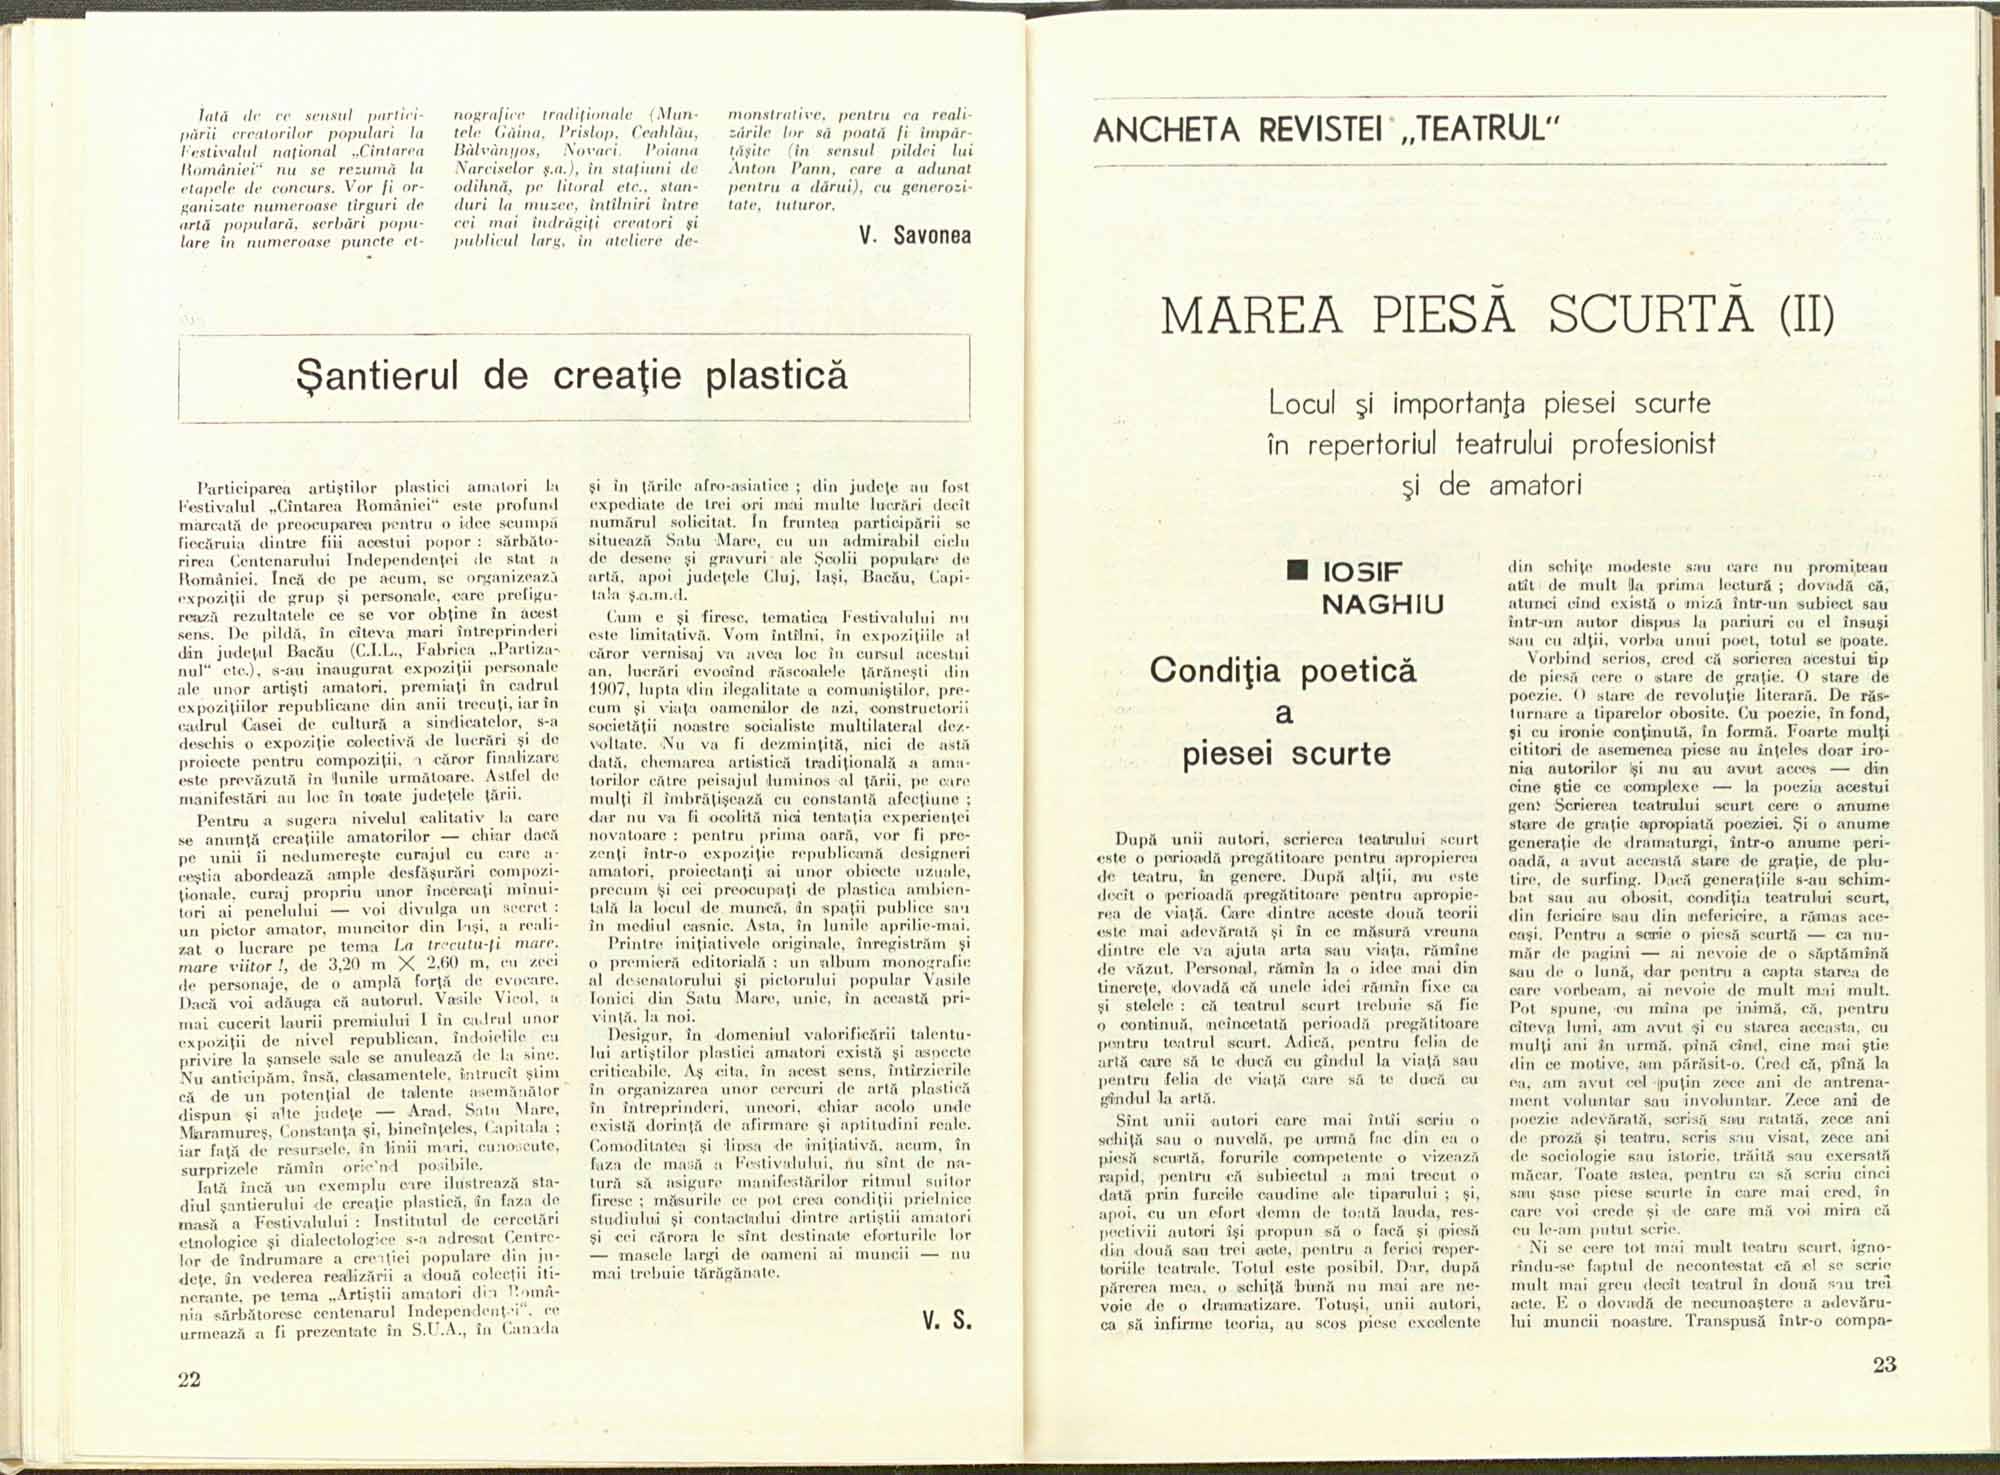 Iată de ce sensul partici-
pării creatorilor populari la
Festivalul național „Cîntarea
României" nu se rezumă la
etapele de concurs. Vor fi or-
ganizate numeroase tîrguri de
artă populară, serbări popu-
lare în numeroase puncte et-
nografice tradiționale (Mun-
tele Găina, Prislop, Ceahlău,
Bálványos, Novaci, Poiana
Narciselor ș.a.), în stațiuni de
odihnă, pe litoral etc., stan-
duri la muzee, întîlniri între
cei mai îndrăgiți creatori și
publicul larg, în ateliere de-
monstrative, pentru ca reali-
zările lor să poată fi împăr-
tășite (în sensul pildei lui
Anton Pann, care a adunat
pentru a dărui), cu generozi-
tate, tuturor.
V. Savonea
Șantierul de creație plastică
Participarea artiștilor plastici amatori la
Festivalul „Cîntarea României" este profund
marcată de preocuparea pentru o idee scumpă
fiecăruia dintre fiii acestui popor : sărbăto-
rirea Centenarului Independenței de stat a
României. Încă de pe acum, se organizează
expoziții de grup și personale, care prefigu-
rează rezultatele ce se vor obține în acest
sens. De pildă, în cîteva mari întreprinderi
din județul Bacău (C.I.L., Fabrica „Partiza-
nul" etc.), s-au inaugurat expoziții personale
ale unor artiști amatori, premiați în cadrul
expozițiilor republicane din anii trecuți, iar în
cadrul Casei de cultură a sindicatelor, s-a
deschis o expoziție colectivă de lucrări și de
proiecte pentru compoziții, a căror finalizare
este prevăzută în lunile următoare. Astfel de
manifestări au loc în toate județele țării.
Pentru a sugera nivelul calitativ la care
se anunță creațiile amatorilor — chiar dacă
pe unii îi nedumerește curajul cu care a-
ceștia abordează ample desfășurări compozi-
ționale, curaj propriu unor încercați mînui-
tori ai penelului — voi divulga un secret :
un pictor amator, muncitor din Iași, a reali-
zat o lucrare pe tema La trecutu-ți mare,
mare viitor !, de 3,20 m X 2,60 m, cu zeci
de personaje, de o amplă forță de evocare.
Dacă voi adăuga că autorul, Vasile Vicol, a
mai cucerit laurii premiului I în cadrul unor
expoziții de nivel republican, îndoielile cu
privire la șansele sale se anulează de la sine.
Nu anticipăm, însă, clasamentele, întrucît știm
că de un potențial de talente asemănător
dispun și alte județe — Arad, Satu Mare,
Maramureș, Constanța și, bineînțeles, Capitala ;
iar față de resursele, în linii mari, cunoscute,
surprizele rămîn oricînd posibile.
Iată încă un exemplu care ilustrează sta-
diul șantierului de creație plastică, în faza de
masă a Festivalului : Institutul de cercetări
etnologice și dialectologice s-a adresat Centre-
lor de îndrumare a creației populare din ju-
dețe, în vederea realizării a două colecții iti-
nerante, pe tema „Artiștii amatori din Româ-
nia sărbătoresc centenarul Independenței", ce
urmează a fi prezentate în S.U.A., în Canada
și în țările afro-asiatice ; din județe au fost
expediate de trei ori mai multe lucrări decît
numărul solicitat. În fruntea participării se
situează Satu Mare, cu un admirabil ciclu
de desene și gravuri ale Școlii populare de
artă, apoi județele Cluj, Iași, Bacău, Capi-
tala ș.a.m.d.
Cum e și firesc, tematica Festivalului nu
este limitativă. Vom întîlni, în expozițiile al
căror vernisaj va avea loc în cursul acestui
an, lucrări evocînd răscoalele țărănești din
1907, lupta din ilegalitate a comuniștilor, pre-
cum și viața oamenilor de azi, constructorii
societății noastre socialiste multilateral dez-
voltate. Nu va fi dezmințită, nici de astă
dată, chemarea artistică tradițională a ama-
torilor către peisajul luminos al țării, pe care
mulți îl îmbrățișează cu constantă afecțiune ;
dar nu va fi ocolită nici tentația experienței
novatoare : pentru prima oară, vor fi pre-
zenți într-o expoziție republicană designeri
amatori, proiectanți ai unor obiecte uzuale,
precum și cei preocupați de plastica ambien-
tală la locul de muncă, în spații publice sau
în mediul casnic. Asta, în lunile aprilie-mai.
Printre inițiativele originale, înregistrăm și
o premieră editorială : un album monografic
al desenatorului și pictorului popular Vasile
Ionici din Satu Mare, unic, în această pri-
vință, la noi.
Desigur, în domeniul valorificării talentu-
lui artiștilor plastici amatori există și aspecte
criticabile. Aș cita, în acest sens, întîrzierile
în organizarea unor cercuri de artă plastică
în întreprinderi, uneori, chiar acolo unde
există dorință de afirmare și aptitudini reale.
Comoditatea și lipsa de inițiativă, acum, în
faza de masă a Festivalului, nu sînt de na-
tură să asigure manifestărilor ritmul suitor
firesc ; măsurile ce pot crea condiții prielnice
studiului și contactului dintre artiștii amatori
și cei cărora le sînt destinate eforturile lor
— masele largi de oameni ai muncii — nu
mai trebuie tărăgănate.
V. S.
22
ANCHETA REVISTEI „TEATRUL"
MAREA PIESĂ SCURTĂ (II)
Locul și importanța piesei scurte
în repertoriul teatrului profesionist
și de amatori
■ IOSIF
NAGHIU
Condiția poetică
a
piesei scurte
După unii autori, scrierea teatrului scurt
este o perioadă pregătitoare pentru apropierea
de teatru, în genere. După alții, nu este
decît o perioadă pregătitoare pentru apropie-
rea de viață. Care dintre aceste două teorii
este mai adevărată și în ce măsură vreuna
dintre ele va ajuta arta sau viața, rămîne
de văzut. Personal, rămîn la o idee mai din
tinerețe, dovadă că unele idei rămîn fixe ca
și stelele : că teatrul scurt trebuie să fie
o continuă, neîncetată perioadă pregătitoare
pentru teatrul scurt. Adică, pentru felia de
artă care să te ducă cu gîndul la viață sau
pentru felia de viață care să te ducă cu
gîndul la artă.
Sînt unii autori care mai întîi scriu o
schiță sau o nuvelă, pe urmă fac din ea o
piesă scurtă, forurile competente o vizează
rapid, pentru că subiectul a mai trecut o
dată prin furcile caudine ale tiparului ; și,
apoi, cu un efort demn de toată lauda, res-
pectivii autori își propun să o facă și piesă
din două sau trei acte, pentru a ferici reper-
toriile teatrale. Totul este posibil. Dar, după
părerea mea, o schiță bună nu mai are ne-
voie de o dramatizare. Totuși, unii autori,
ca să infirme teoria, au scos piese excelente
din schițe modeste sau care nu promiteau
atît de mult la prima lectură ; dovadă că,
atunci cînd există o miză într-un subiect sau
într-un autor dispus la pariuri cu el însuși
sau cu alții, vorba unui poet, totul se poate.
Vorbind serios, cred că scrierea acestui tip
de piesă cere o stare de grație. O stare de
poezie. O stare de revoluție literară. De răs-
turnare a tiparelor obosite. Cu poezie, în fond,
și cu ironie conținută, în formă. Foarte mulți
cititori de asemenea piese au înțeles doar iro-
nia autorilor și nu au avut acces — din
cine știe ce complexe — la poezia acestui
gen! Scrierea teatrului scurt cere o anume
stare de grație apropiată poeziei. Și o anume
generație de dramaturgi, într-o anume peri-
oadă, a avut această stare de grație, de plu-
tire, de surfing. Dacă generațiile s-au schim-
bat sau au obosit, condiția teatrului scurt,
din fericire sau din nefericire, a rămas ace-
eași. Pentru a scrie o piesă scurtă — ca nu-
măr de pagini — ai nevoie de o săptămînă
sau de o lună, dar pentru a capta starea de
care vorbeam, ai nevoie de mult mai mult.
Pot spune, cu mîna pe inimă, că, pentru
cîteva luni, am avut și eu starea aceasta, cu
mulți ani în urmă, pînă cînd, cine mai știe
din ce motive, am părăsit-o. Cred că, pînă la
ea, am avut cel puțin zece ani de antrena-
ment voluntar sau involuntar. Zece ani de
poezie adevărată, scrisă sau ratată, zece ani
de proză și teatru, scris sau visat, zece ani
de sociologie sau istorie, trăită sau exersată
măcar. Toate astea, pentru ca să scriu cinci
sau șase piese scurte în care mai cred, în
care voi crede și de care mă voi mira că
eu le-am putut scrie.
Ni se cere tot mai mult teatru scurt, igno-
rîndu-se faptul de necontestat că el se scrie
mult mai greu decît teatrul în două sau trei
acte. E o dovadă de necunoaștere a adevăru-
lui muncii noastre. Transpusă într-o compa-
23